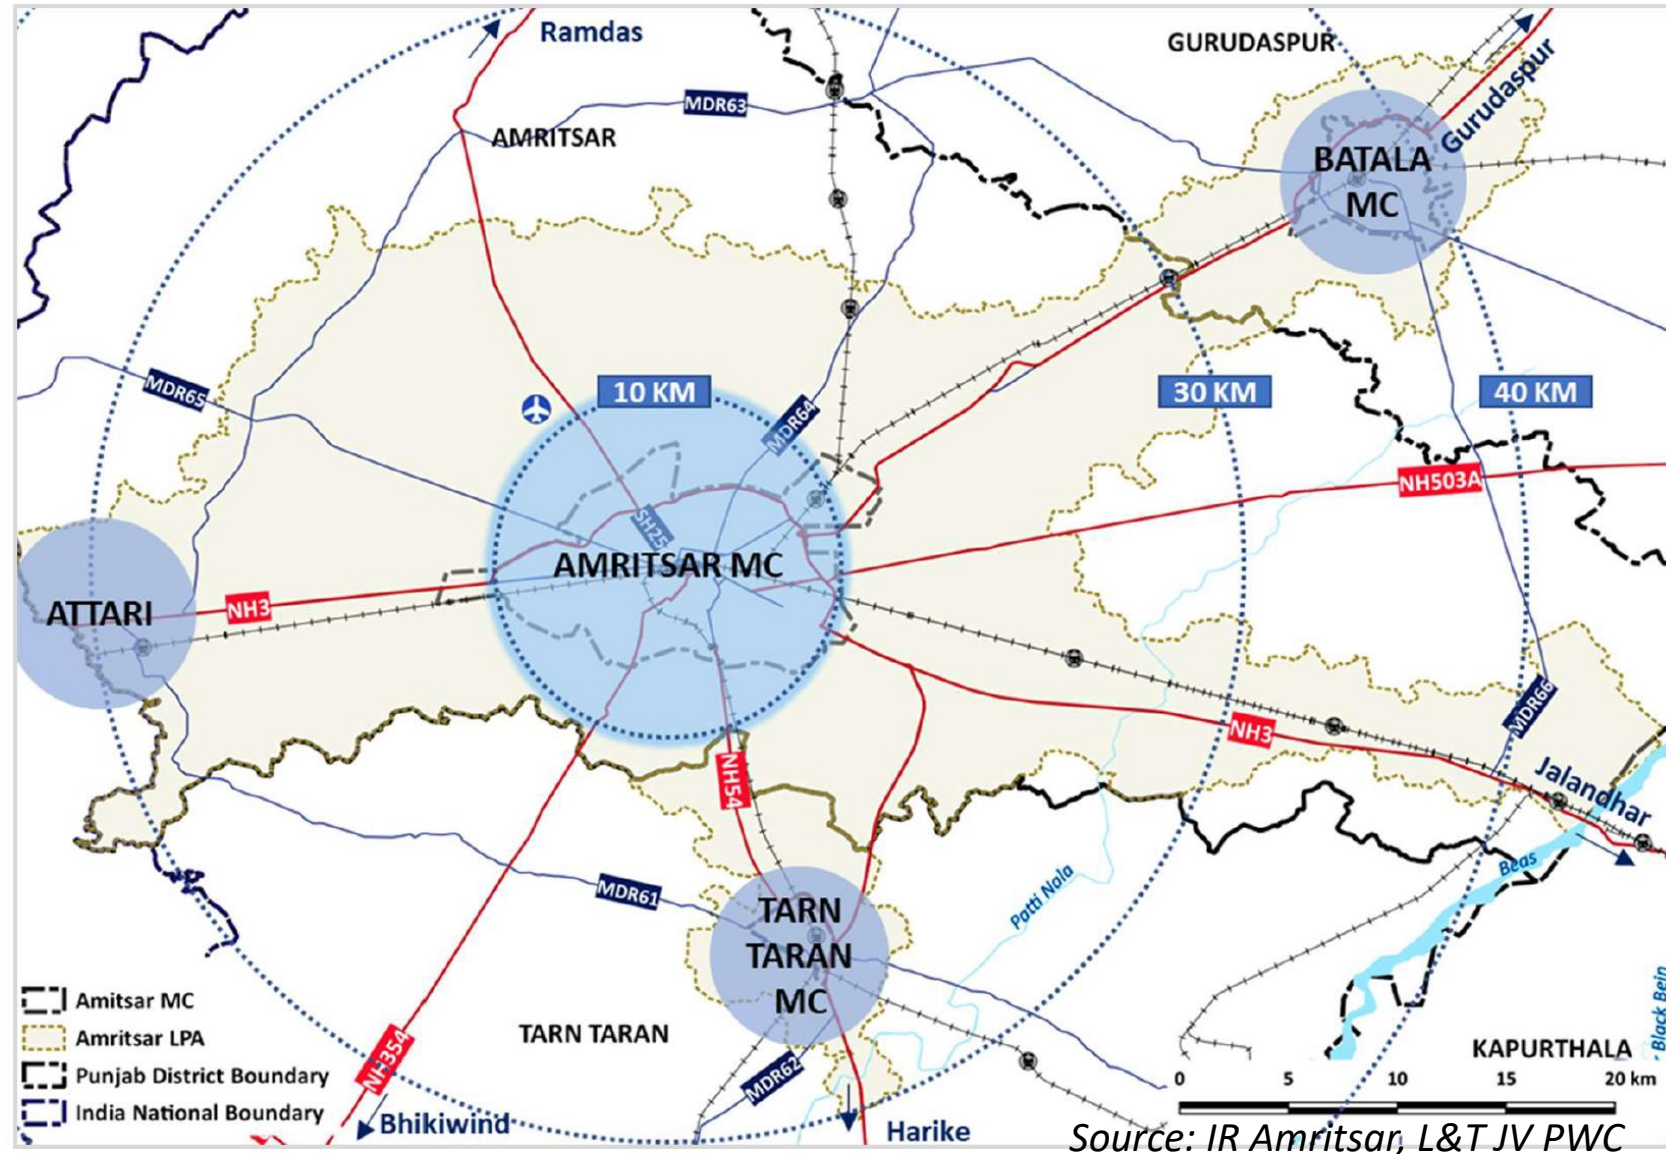 Ramdas
GURUDASPUR
Gurudaspur
MDR63
AMRITSAR
BATALA
MC
MDR65
10 KM
30 KM
40 KM
MDR64
NH503A
SH25
AMRITSAR MC
ATTARI
NH3
MDR66
NH3
NH54
Jalandhar
Beas
MDR61
Patti Nala
TARN
TARAN
MC
Black Bein
Amitsar MC
Amritsar LPA
Punjab District Boundary
India National Boundary
TARN TARAN
NH354
MDR62
KAPURTHALA
0 5 10 15 20 km
Bhikiwind
Harike
Source: IR Amritsar, L&T JV PWC